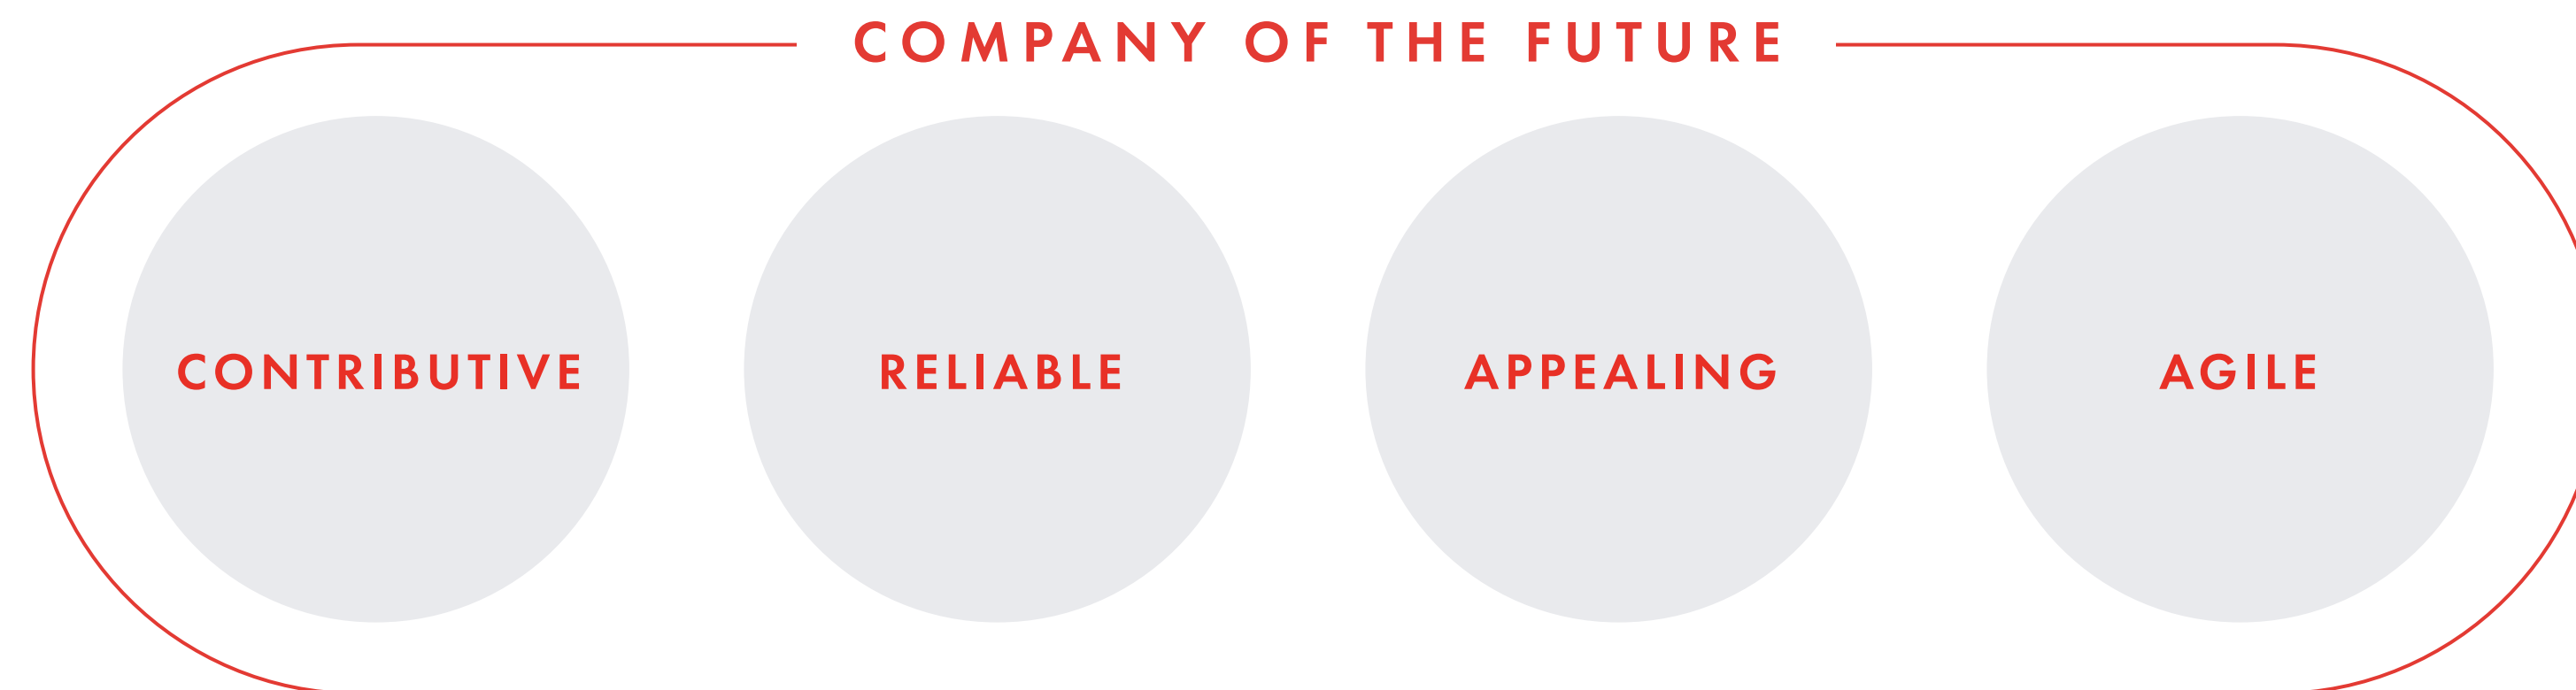 COMPANY OF THE FUTURE
CONTRIBUTIVE
RELIABLE
APPEALING
AGILE